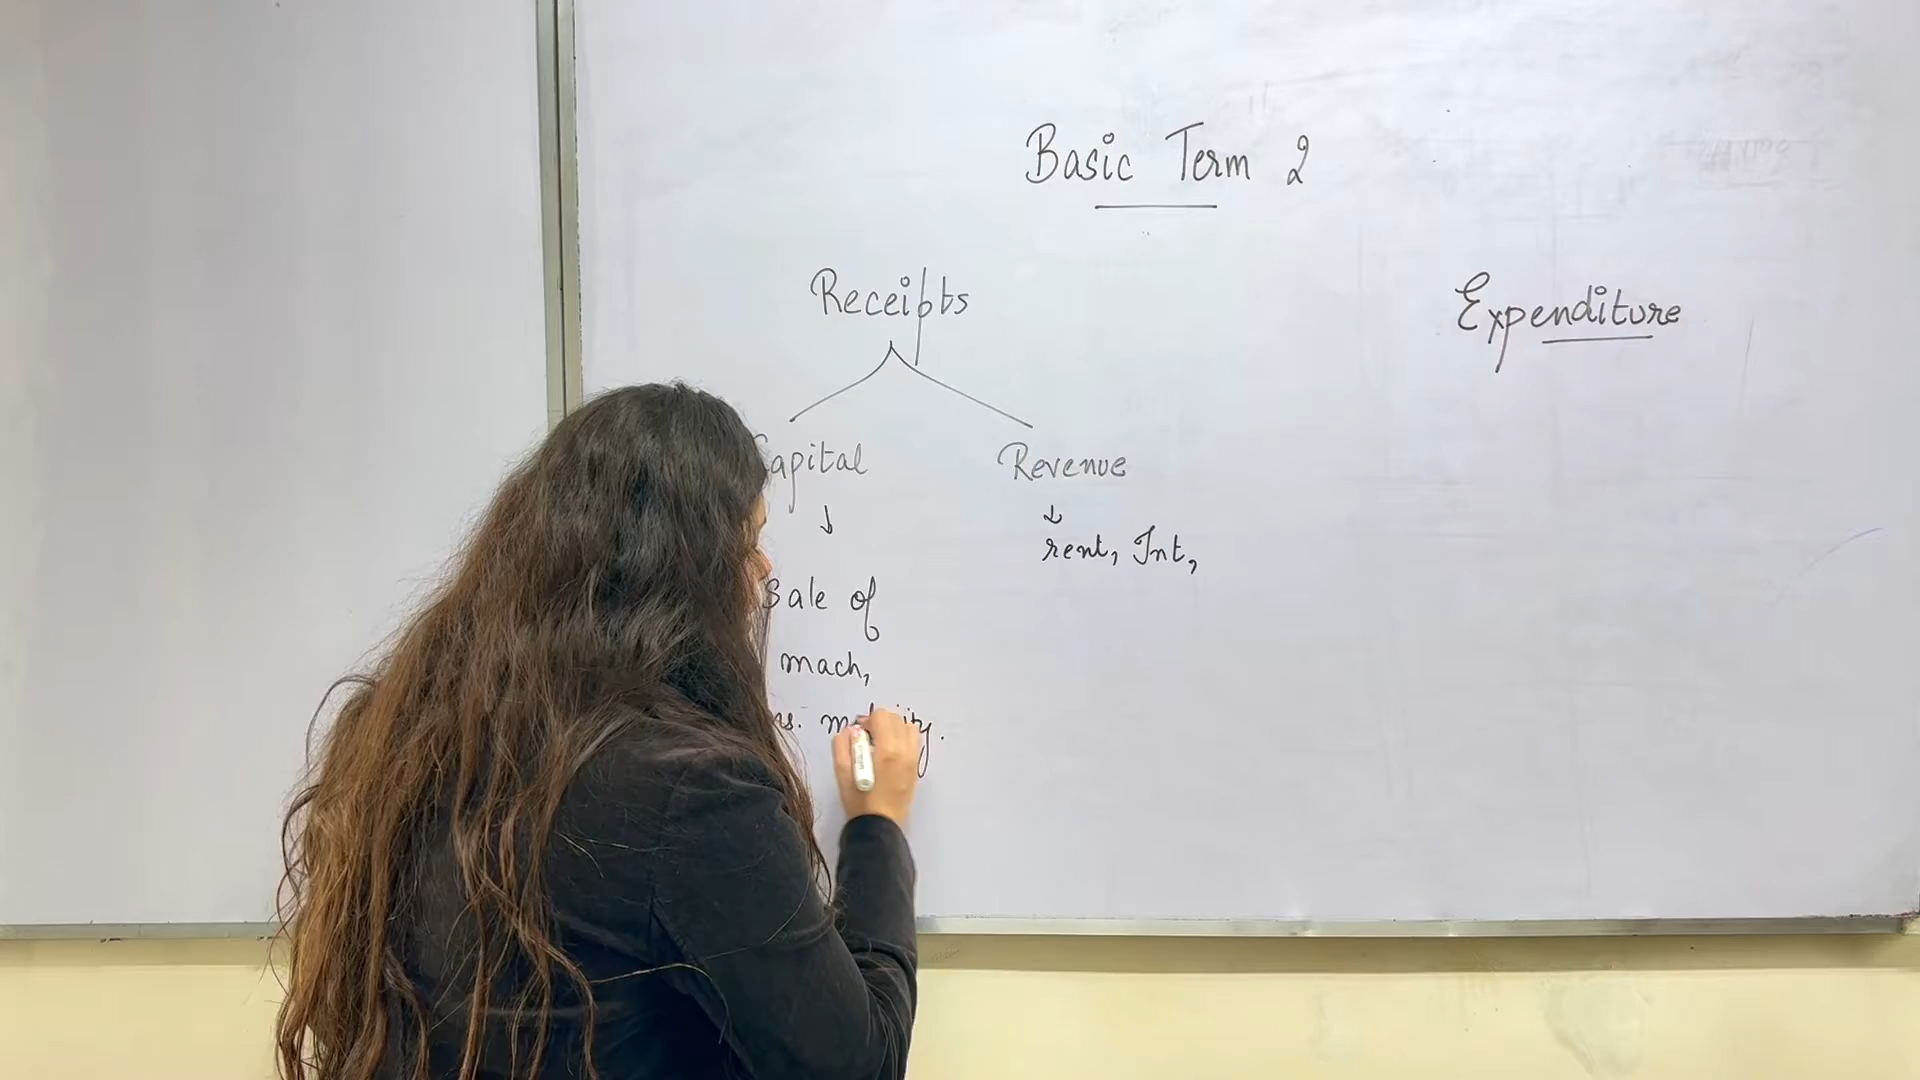 Basic Term 2
Receipts
Expenditure
Capital
Revenue
rent, Int,
Sale of
mach,